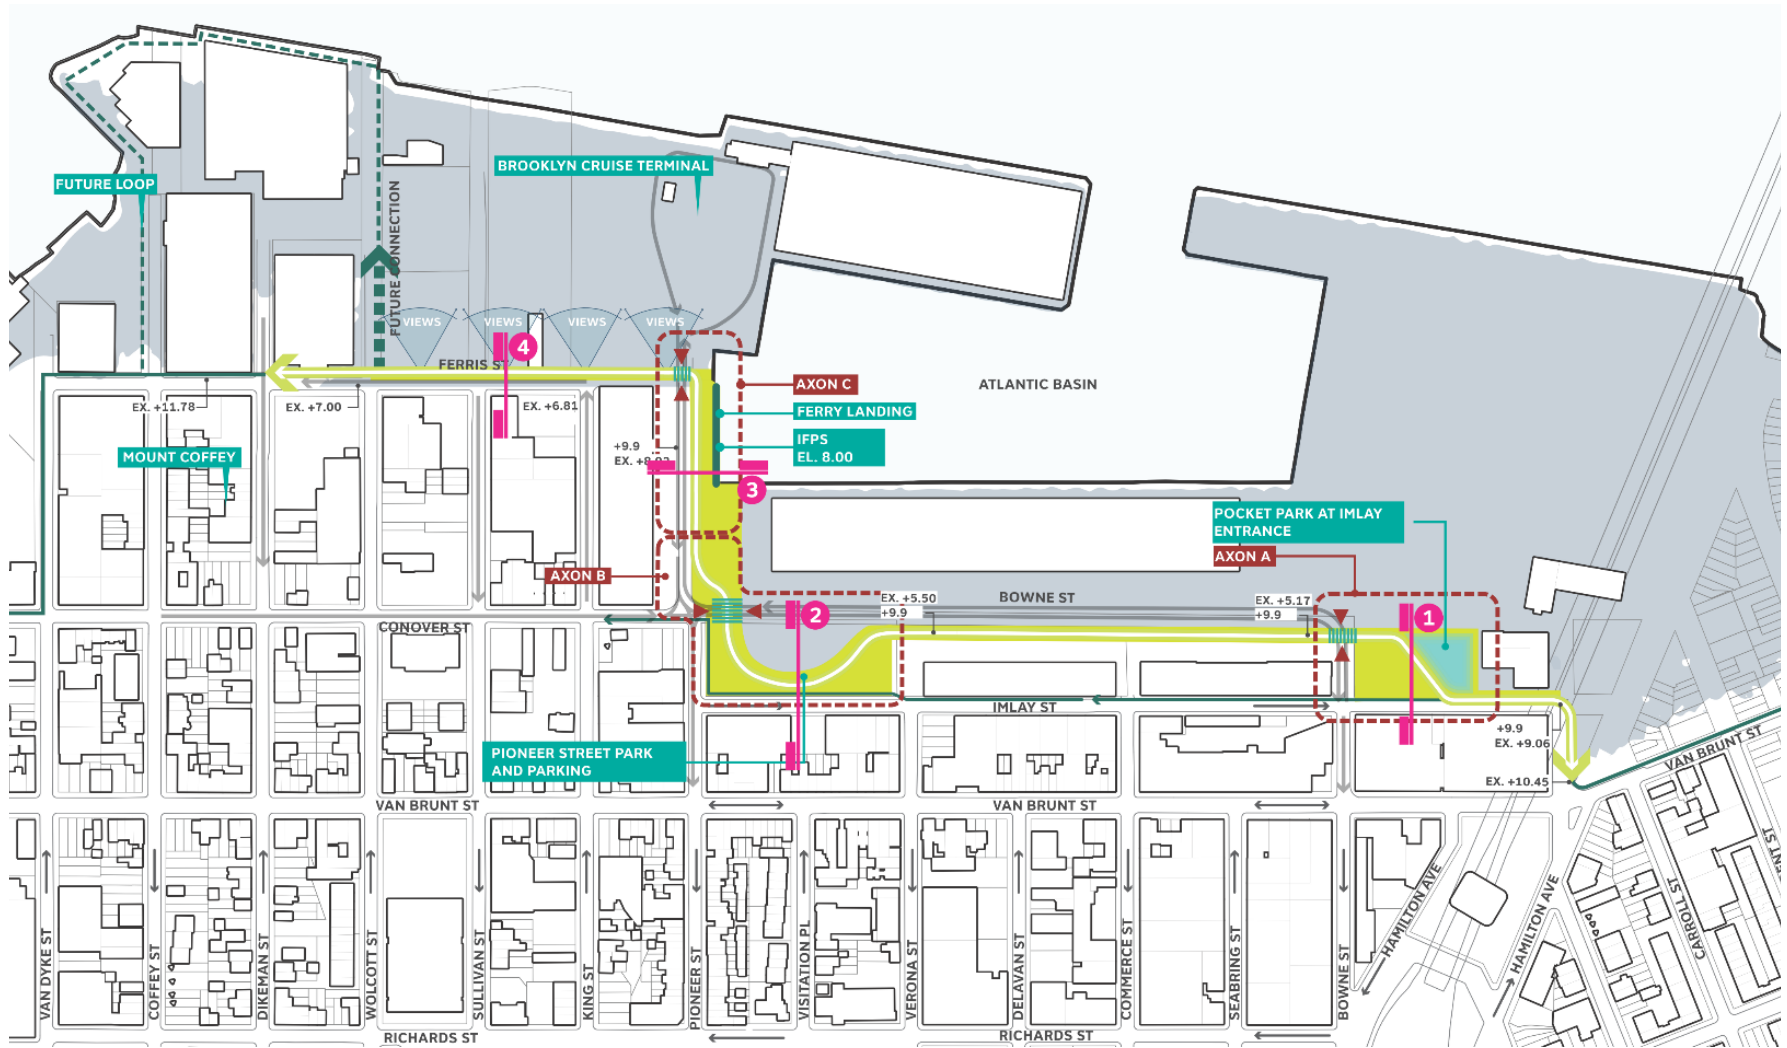 BROOKLYN CRUISE TERMINAL
FUTURE LOOP
FUTURE CONNECTION
VIEWS
VIEWS
VIEWS
VIEWS
4
FERRIS ST
EX. +11.78
EX. +7.00
EX. +6.81
AXON C
ATLANTIC BASIN
FERRY LANDING
IFPS
EL. 8.00
+9.9
MOUNT COFFEY
3
POCKET PARK AT IMLAY
ENTRANCE
AXON A
AXON B
EX. +5.50
+9.9
BOWNE ST
EX. +5.17
+9.9
2
1
CONOVER ST
IMLAY ST
PIONEER STREET PARK
AND PARKING
+9.9
EX. +9.06
EX. +10.45
VAN BRUNT ST
VAN BRUNT ST
VAN BRUNT ST
VAN DYKE ST
COFFEY ST
DIKEMAN ST
WOLCOTT ST
SULLIVAN ST
KING ST
PIONEER ST
VISITATION PL
VERONA ST
DELAVAN ST
COMMERCE ST
SEABRING ST
BOWNE ST
HAMILTON AVE
HAMILTON AVE
CARROLL ST
RICHARDS ST
RICHARDS ST